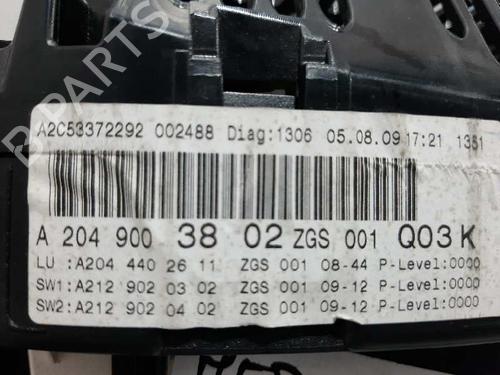 A2C53372292 002488 Diag:1306 05.08.09 17:21 1351
A 204 900 38 02 ZGS 001 Q03K
LU :A204 440 26 11 ZGS 001 08-44 P-Level:0000
SW1:A212 902 03 02 ZGS 001 09-12 P-Level:0000
SW2:A212 902 04 02 ZGS 001 09-12 P-Level:0000
B PARTS